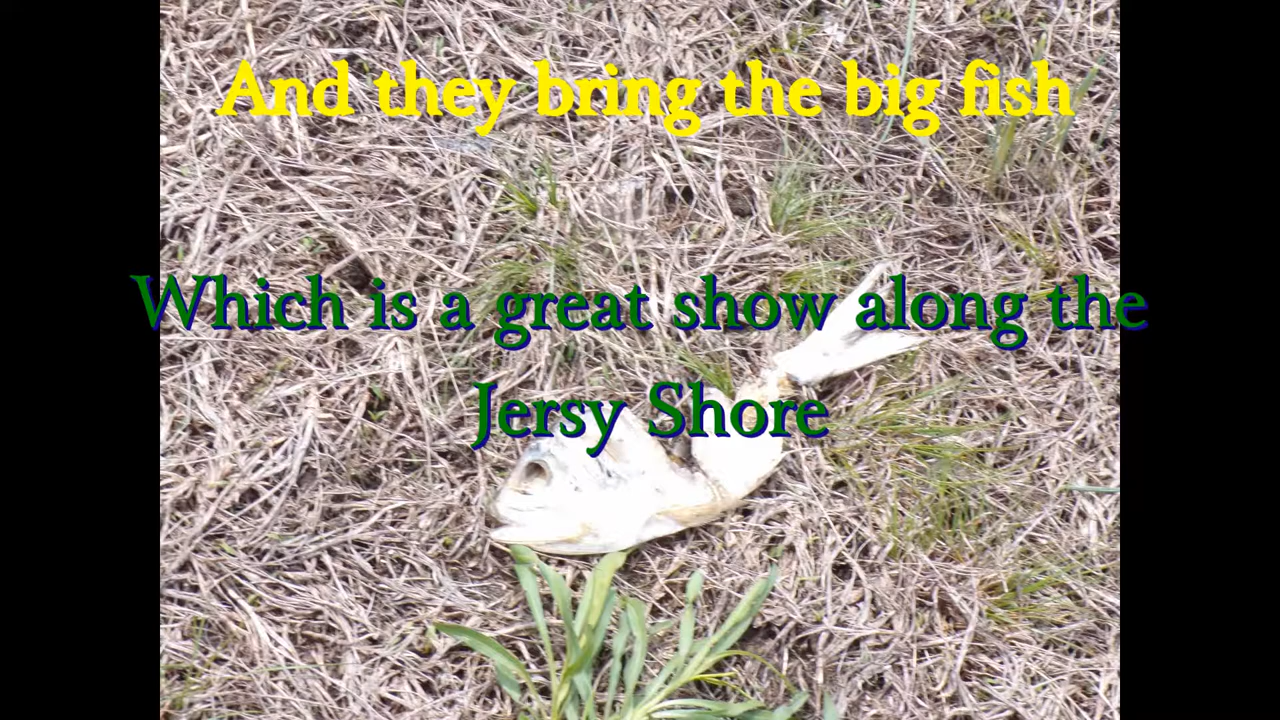 And they bring the big fish
Which is a great show along the
Jersy Shore